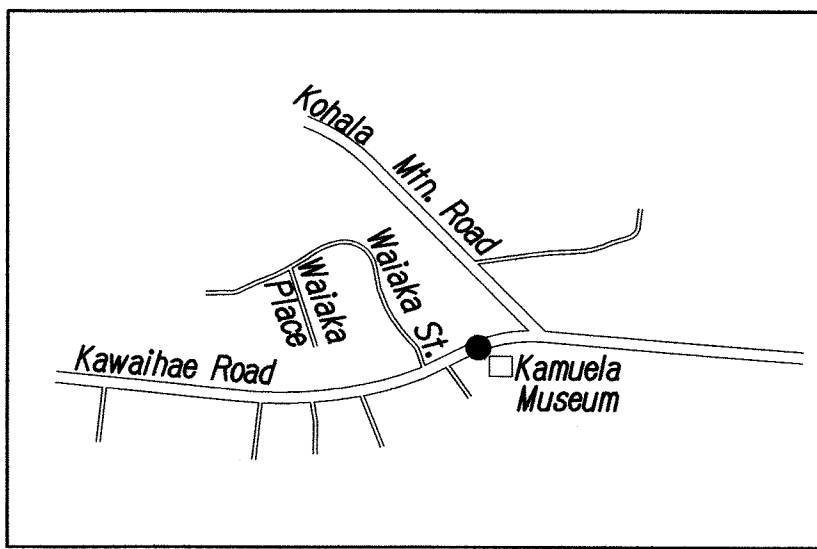 Kohala Mtn. Road
Waiaka St.
Waiaka
Place
Kawaihae Road
Kamuela
Museum